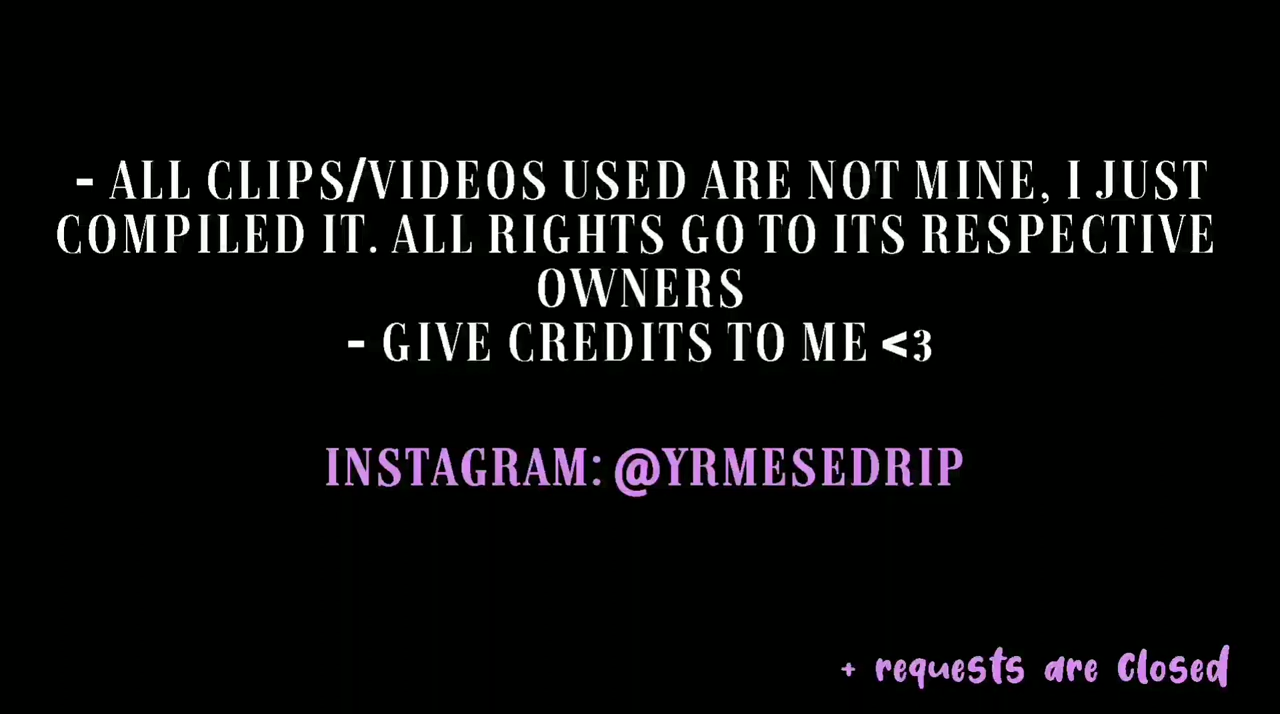 - ALL CLIPS/VIDEOS USED ARE NOT MINE, I JUST
COMPILED IT. ALL RIGHTS GO TO ITS RESPECTIVE
OWNERS
- GIVE CREDITS TO ME <3
INSTAGRAM: @YRMESEDRIP
+ requests are closed